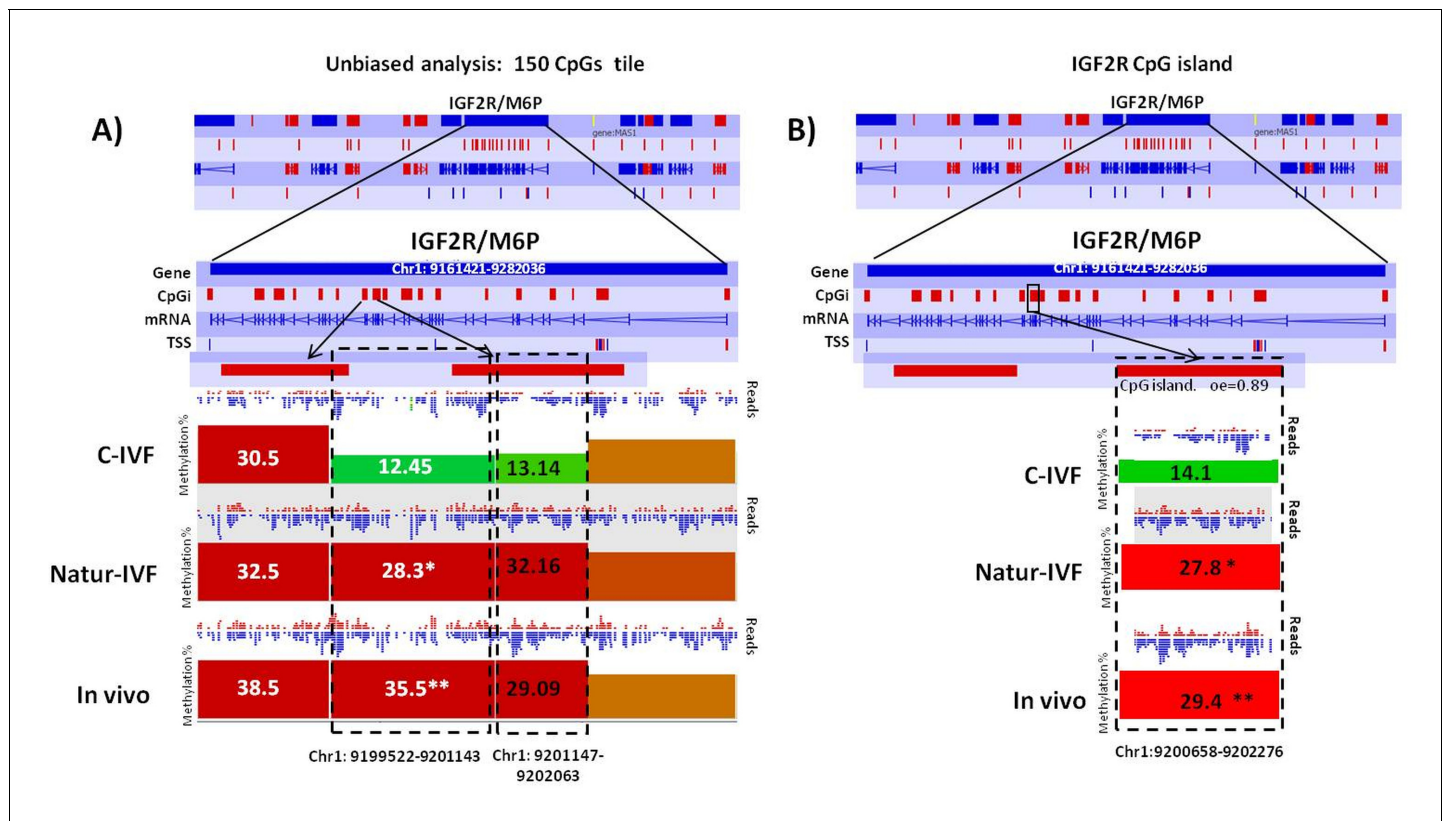 Unbiased analysis: 150 CpGs tile
A)
IGF2R/M6P
gene:MAS1
IGF2R/M6P
Gene
Chr1: 9161421-9282036
CpGi
mRNA
TSS
Reads
C-IVF
Methylation %
30.5
12.45
13.14
Reads
Natur-IVF
Methylation %
32.5
28.3*
32.16
Reads
In vivo
Methylation %
38.5
35.5**
29.09
Chr1: 9199522-9201143
Chr1: 9201147-
9202063
IGF2R CpG island
B)
IGF2R/M6P
gene:MAS1
IGF2R/M6P
Gene
Chr1: 9161421-9282036
CpGi
mRNA
TSS
CpG island. oe=0.89
Reads
C-IVF
Methylation %
14.1
Reads
Natur-IVF
Methylation %
27.8 *
Reads
In vivo
Methylation %
29.4 **
Chr1:9200658-9202276